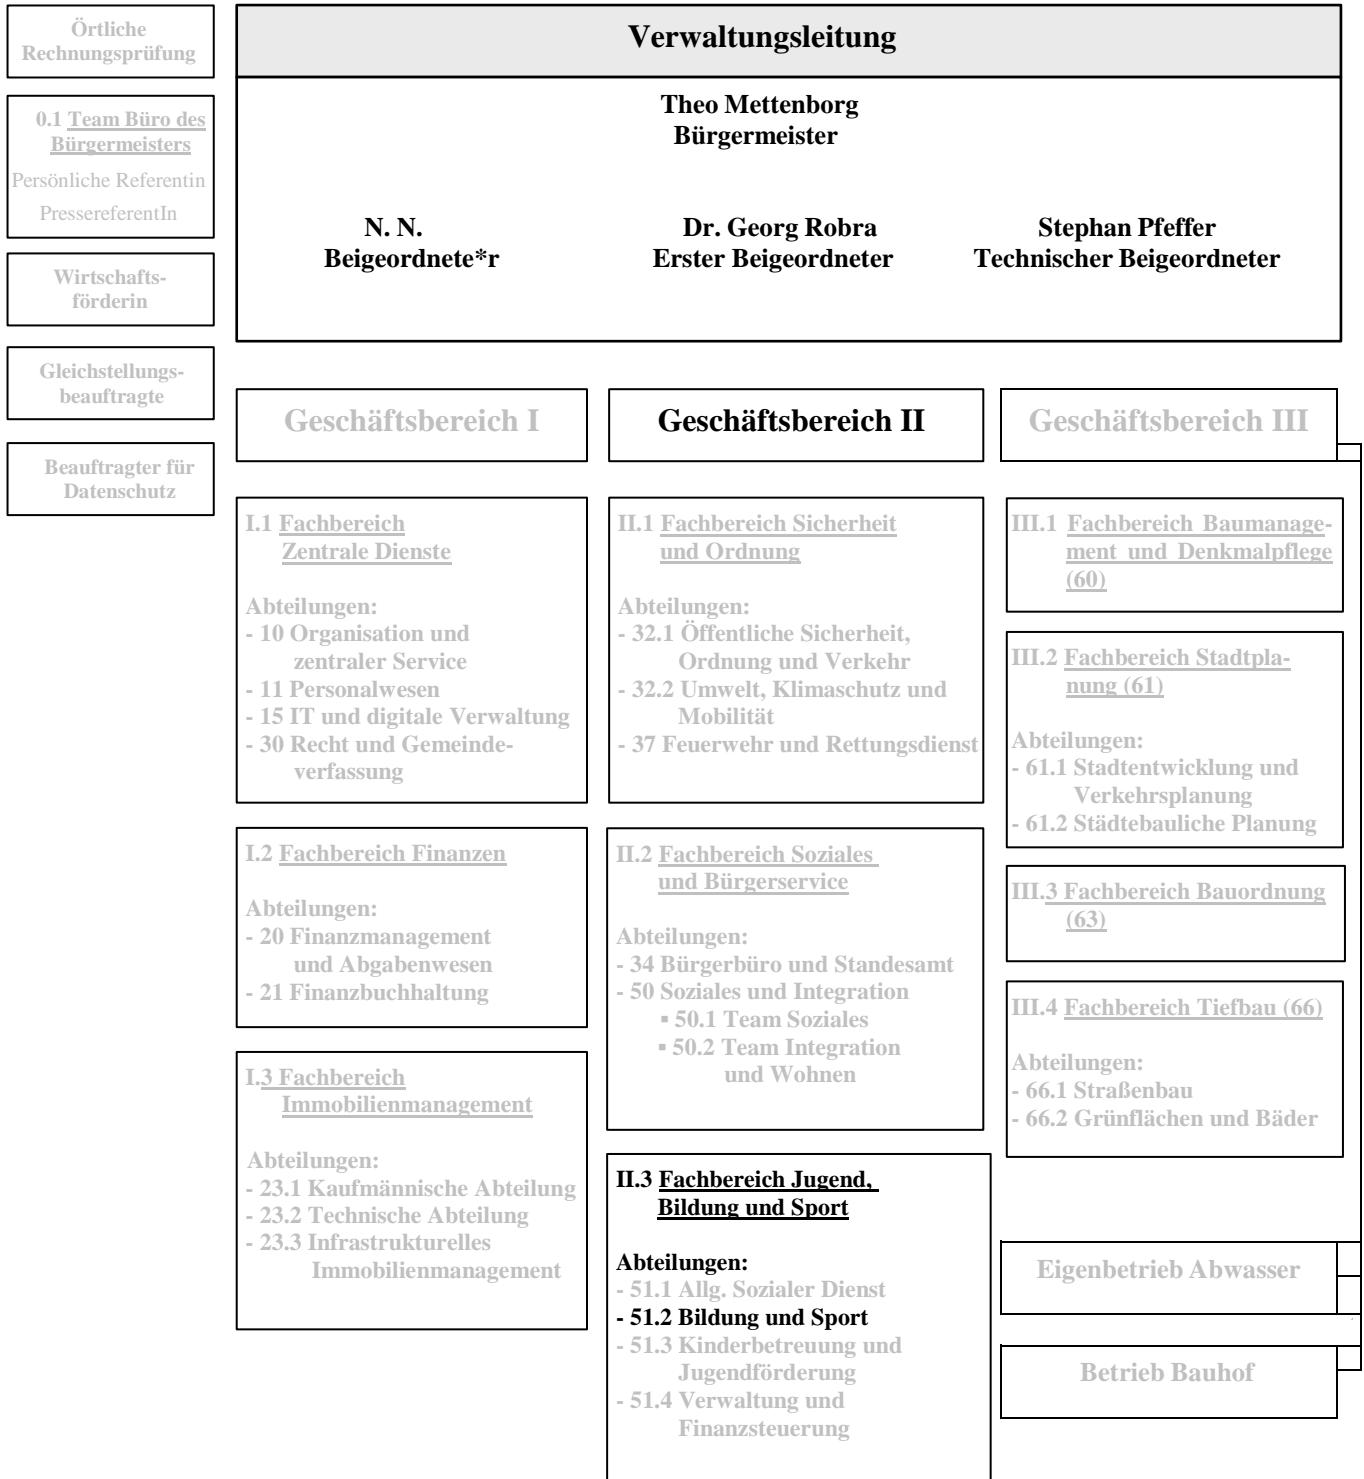 Örtliche
Rechnungsprüfung
0.1 Team Büro des
Bürgermeisters
Persönliche Referentin
PressereferentIn
Wirtschafts-
förderin
Gleichstellungs-
beauftragte
Beauftragter für
Datenschutz
Verwaltungsleitung
Theo Mettenborg
Bürgermeister
N. N.
Beigeordnete*r
Dr. Georg Robra
Erster Beigeordneter
Stephan Pfeffer
Technischer Beigeordneter
Geschäftsbereich I
I.1 Fachbereich
Zentrale Dienste
Abteilungen:
- 10 Organisation und
zentraler Service
- 11 Personalwesen
- 15 IT und digitale Verwaltung
- 30 Recht und Gemeinde-
verfassung
I.2 Fachbereich Finanzen
Abteilungen:
- 20 Finanzmanagement
und Abgabenwesen
- 21 Finanzbuchhaltung
I.3 Fachbereich
Immobilienmanagement
Abteilungen:
- 23.1 Kaufmännische Abteilung
- 23.2 Technische Abteilung
- 23.3 Infrastrukturelles
Immobilienmanagement
Geschäftsbereich II
II.1 Fachbereich Sicherheit
und Ordnung
Abteilungen:
- 32.1 Öffentliche Sicherheit,
Ordnung und Verkehr
- 32.2 Umwelt, Klimaschutz und
Mobilität
- 37 Feuerwehr und Rettungsdienst
II.2 Fachbereich Soziales
und Bürgerservice
Abteilungen:
- 34 Bürgerbüro und Standesamt
- 50 Soziales und Integration
▪ 50.1 Team Soziales
▪ 50.2 Team Integration
und Wohnen
II.3 Fachbereich Jugend,
Bildung und Sport
Abteilungen:
- 51.1 Allg. Sozialer Dienst
- 51.2 Bildung und Sport
- 51.3 Kinderbetreuung und
Jugendförderung
- 51.4 Verwaltung und
Finanzsteuerung
Geschäftsbereich III
III.1 Fachbereich Baumanage-
ment und Denkmalpflege
(60)
III.2 Fachbereich Stadtpla-
nung (61)
Abteilungen:
- 61.1 Stadtentwicklung und
Verkehrsplanung
- 61.2 Städtebauliche Planung
III.3 Fachbereich Bauordnung
(63)
III.4 Fachbereich Tiefbau (66)
Abteilungen:
- 66.1 Straßenbau
- 66.2 Grünflächen und Bäder
Eigenbetrieb Abwasser
Betrieb Bauhof